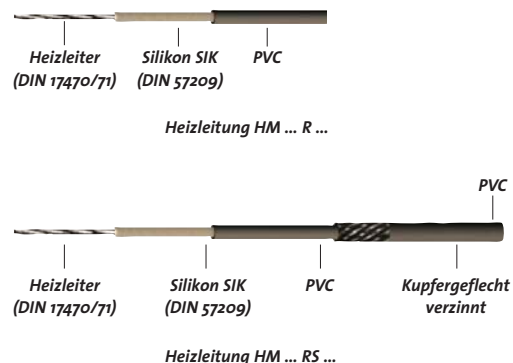 Heizleiter
(DIN 17470/71)
Silikon SIK
(DIN 57209)
PVC
Heizleitung HM ... R ...
PVC
Heizleiter
(DIN 17470/71)
Silikon SIK
(DIN 57209)
PVC
Kupfergeflecht
verzinnt
Heizleitung HM ... RS ...